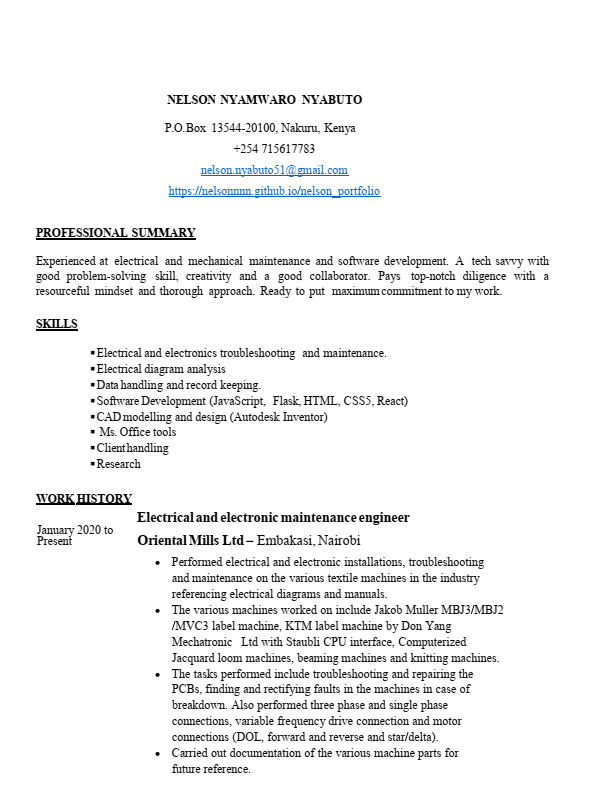 NELSON NYAMWARO NYABUTO
P.O.Box 13544-20100, Nakuru, Kenya
+254 715617783
nelson.nyabuto51@gmail.com
https://nelsonnnn.github.io/nelson_portfolio
PROFESSIONAL SUMMARY
Experienced at electrical and mechanical maintenance and software development. A tech savvy with
good problem-solving skill, creativity and a good collaborator. Pays top-notch diligence with a
resourceful mindset and thorough approach. Ready to put maximum commitment to my work.
SKILLS
▪ Electrical and electronics troubleshooting and maintenance.
▪ Electrical diagram analysis
▪ Data handling and record keeping.
▪ Software Development (JavaScript, Flask, HTML, CSS5, React)
▪ CAD modelling and design (Autodesk Inventor)
▪ Ms. Office tools
▪ Client handling
▪ Research
WORK HISTORY
January 2020 to
Present
Electrical and electronic maintenance engineer
Oriental Mills Ltd – Embakasi, Nairobi
• Performed electrical and electronic installations, troubleshooting
and maintenance on the various textile machines in the industry
referencing electrical diagrams and manuals.
• The various machines worked on include Jakob Muller MBJ3/MBJ2
/MVC3 label machine, KTM label machine by Don Yang
Mechatronic Ltd with Staubli CPU interface, Computerized
Jacquard loom machines, beaming machines and knitting machines.
• The tasks performed include troubleshooting and repairing the
PCBs, finding and rectifying faults in the machines in case of
breakdown. Also performed three phase and single phase
connections, variable frequency drive connection and motor
connections (DOL, forward and reverse and star/delta).
• Carried out documentation of the various machine parts for
future reference.